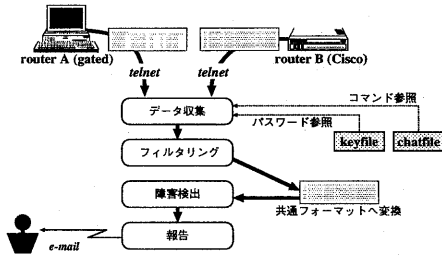 router A (gated)
router B (Cisco)
telnet
telnet
コマンド参照
データ収集
パスワード参照
keyfile
chatfile
フィルタリング
障害検出
共通フォーマットへ変換
報告
e-mail